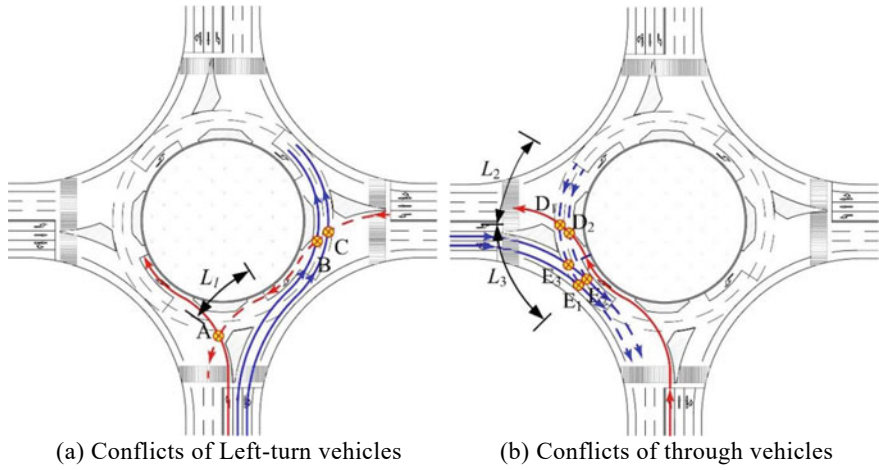 L1
A
B
C
L2
L3
D1
D2
E3
E1
E2
(a) Conflicts of Left-turn vehicles
(b) Conflicts of through vehicles